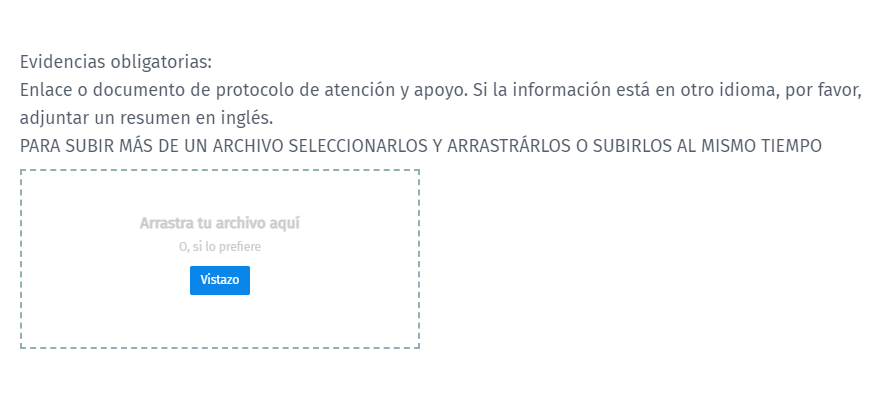 Evidencias obligatorias:
Enlace o documento de protocolo de atención y apoyo. Si la información está en otro idioma, por favor,
adjuntar un resumen en inglés.
PARA SUBIR MÁS DE UN ARCHIVO SELECCIONARLOS Y ARRASTRÁRLOS O SUBIRLOS AL MISMO TIEMPO
Arrastra tu archivo aquí
O, si lo prefiere
Vistazo